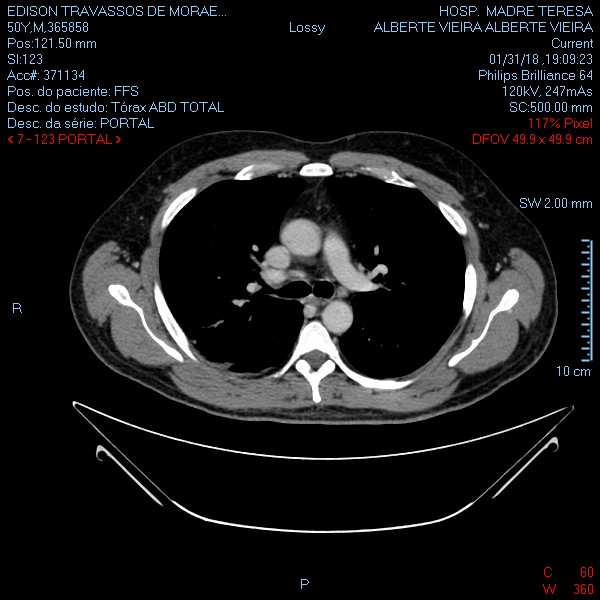 EDISON TRAVASSOS DE MORAE...
50Y,M,365858
Pos:121.50 mm
SI:123
Acc#: 371134
Pos. do paciente: FFS
Desc. do estudo: Tórax ABD TOTAL
Desc. da série: PORTAL
< 7 - 123 PORTAL >
Lossy
HOSP. MADRE TERESA
ALBERTE VIEIRA ALBERTE VIEIRA
Current
01/31/18 ,19:09:23
Philips Brilliance 64
120kV, 247mAs
SC:500.00 mm
117% Pixel
DFOV 49.9 x 49.9 cm
SW 2.00 mm
R
10 cm
P
C 60
W 360